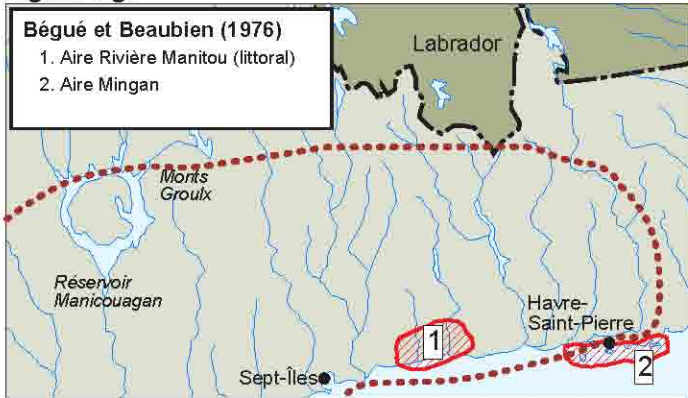 Bégué et Beaubien (1976)
1. Aire Rivière Manitou (littoral)
2. Aire Mingan
Labrador
Monts
Groulx
Réservoir
Manicouagan
Havre-
Saint-Pierre
1
2
Sept-Îles